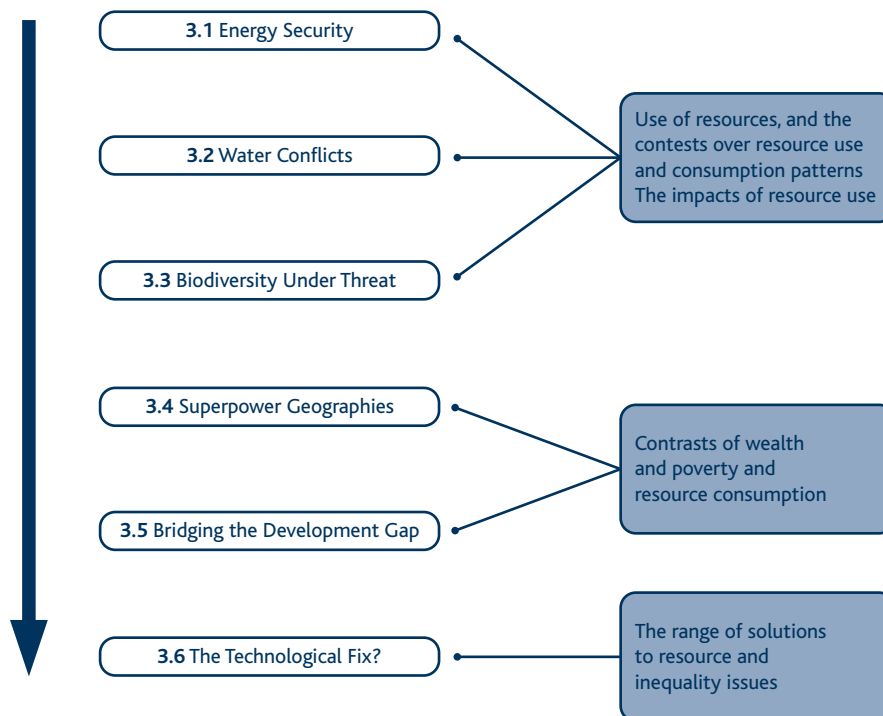 3.1 Energy Security
3.2 Water Conflicts
3.3 Biodiversity Under Threat
Use of resources, and the
contests over resource use
and consumption patterns
The impacts of resource use
3.4 Superpower Geographies
3.5 Bridging the Development Gap
Contrasts of wealth
and poverty and
resource consumption
3.6 The Technological Fix?
The range of solutions
to resource and
inequality issues